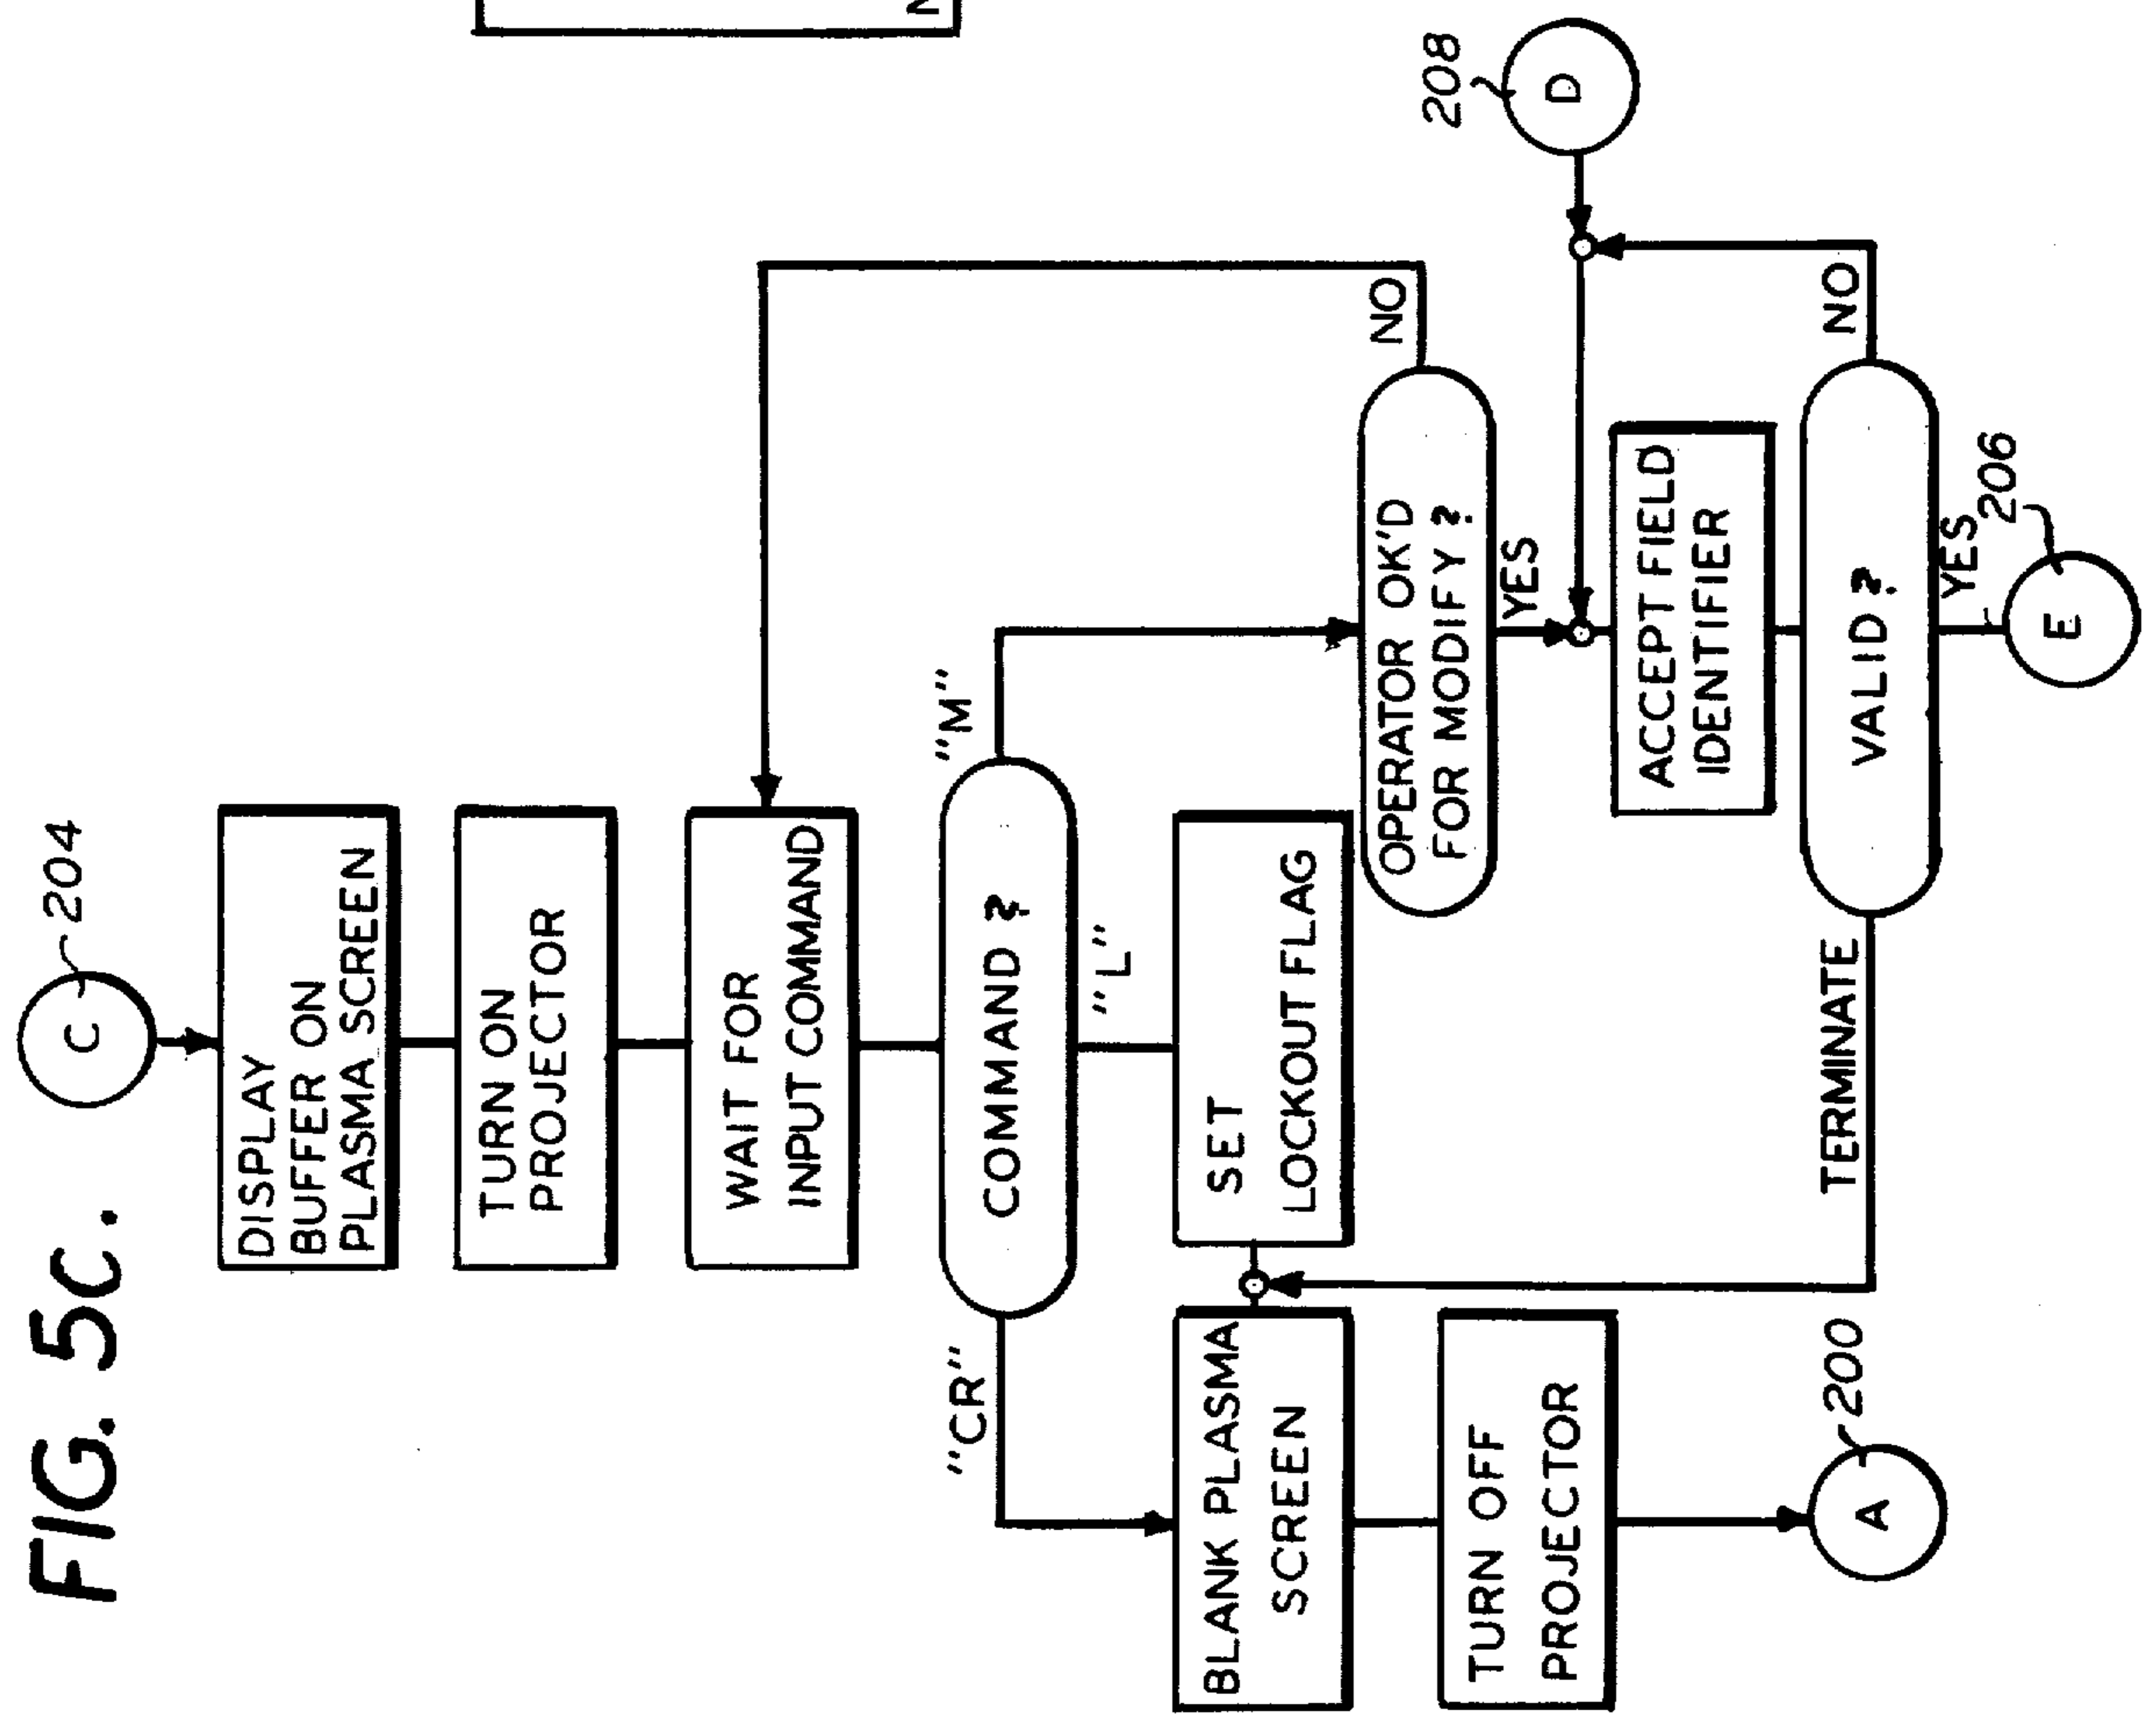 FIG. 5c.
C
204
DISPLAY
BUFFER ON
PLASMA SCREEN
TURN ON
PROJECTOR
WAIT FOR
INPUT COMMAND
COMMAND ?
"CR"
"L"
"M"
BLANK PLASMA
SCREEN
SET
LOCKOUT FLAG
TURN OFF
PROJECTOR
A
200
OPERATOR OK'D
FOR MODIFY ?
NO
YES
D
208
ACCEPT FIELD
IDENTIFIER
VALID ?
TERMINATE
NO
YES
E
206